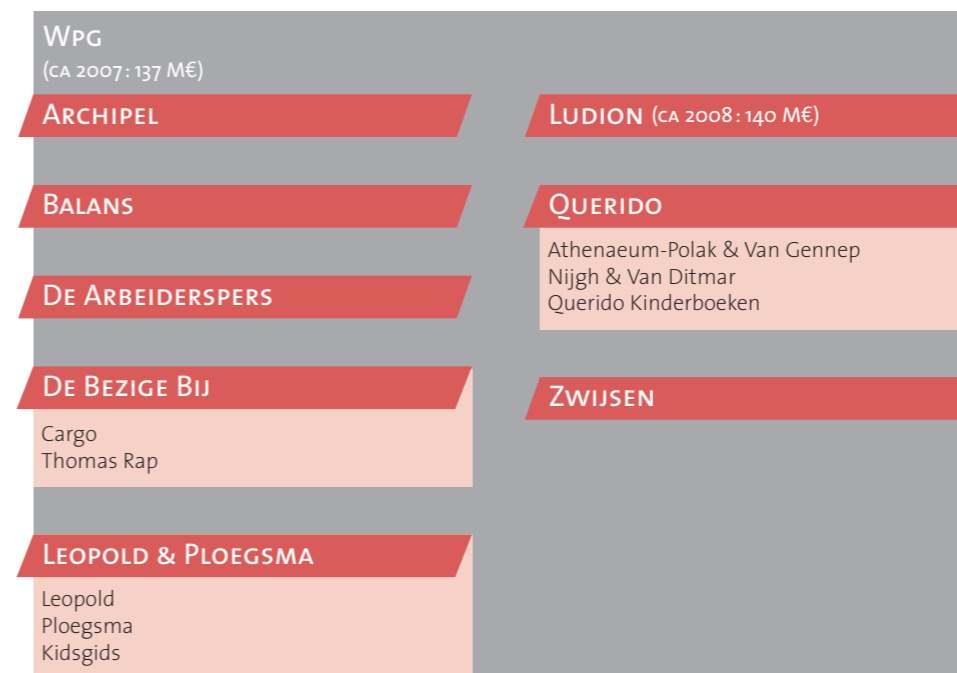 WPG
(CA 2007 : 137 M€)
ARCHIPEL
BALANS
DE ARBEIDERSPERS
DE BEZIGE BIJ
Cargo
Thomas Rap
LEOPOLD & PLOEGSMA
Leopold
Ploegsma
Kidsgids
LUDION (CA 2008 : 140 M€)
QUERIDO
Athenaeum-Polak & Van Gennep
Nijgh & Van Ditmar
Querido Kinderboeken
ZWIJSEN